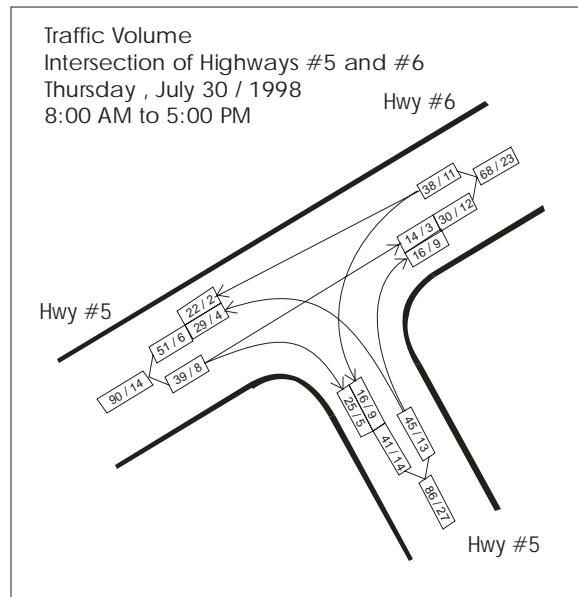 Traffic Volume
Intersection of Highways #5 and #6
Thursday , July 30 / 1998
8:00 AM to 5:00 PM
Hwy #6
68 / 23
38 / 11
30 / 12
14 / 3
16 / 9
Hwy #5
22 / 2
29 / 4
51 / 6
39 / 8
90 / 14
16 / 9
25 / 5
45 / 13
41 / 14
86 / 27
Hwy #5